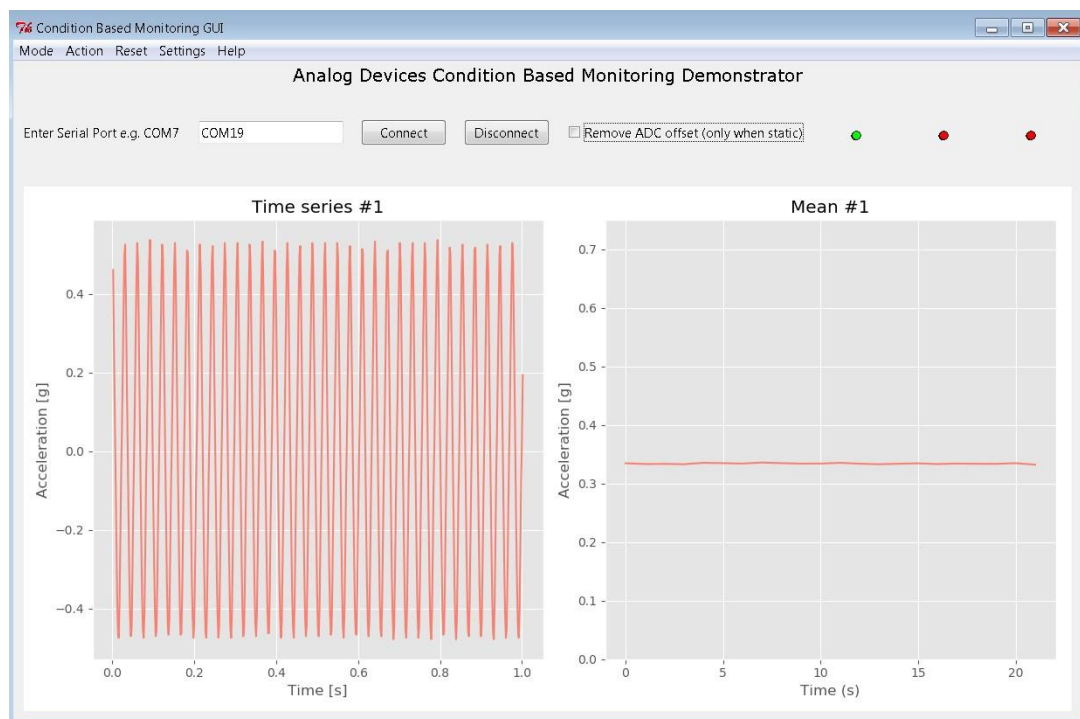 Condition Based Monitoring GUI
Mode Action Reset Settings Help
Analog Devices Condition Based Monitoring Demonstrator
Enter Serial Port e.g. COM7 COM19 Connect Disconnect Remove ADC offset (only when static)
Time series #1
0.4
0.2
0.0
−0.2
−0.4
Acceleration [g]
0.0 0.2 0.4 0.6 0.8 1.0
Time [s]
Mean #1
0.7
0.6
0.5
0.4
0.3
0.2
0.1
0.0
Acceleration [g]
0 5 10 15 20
Time (s)